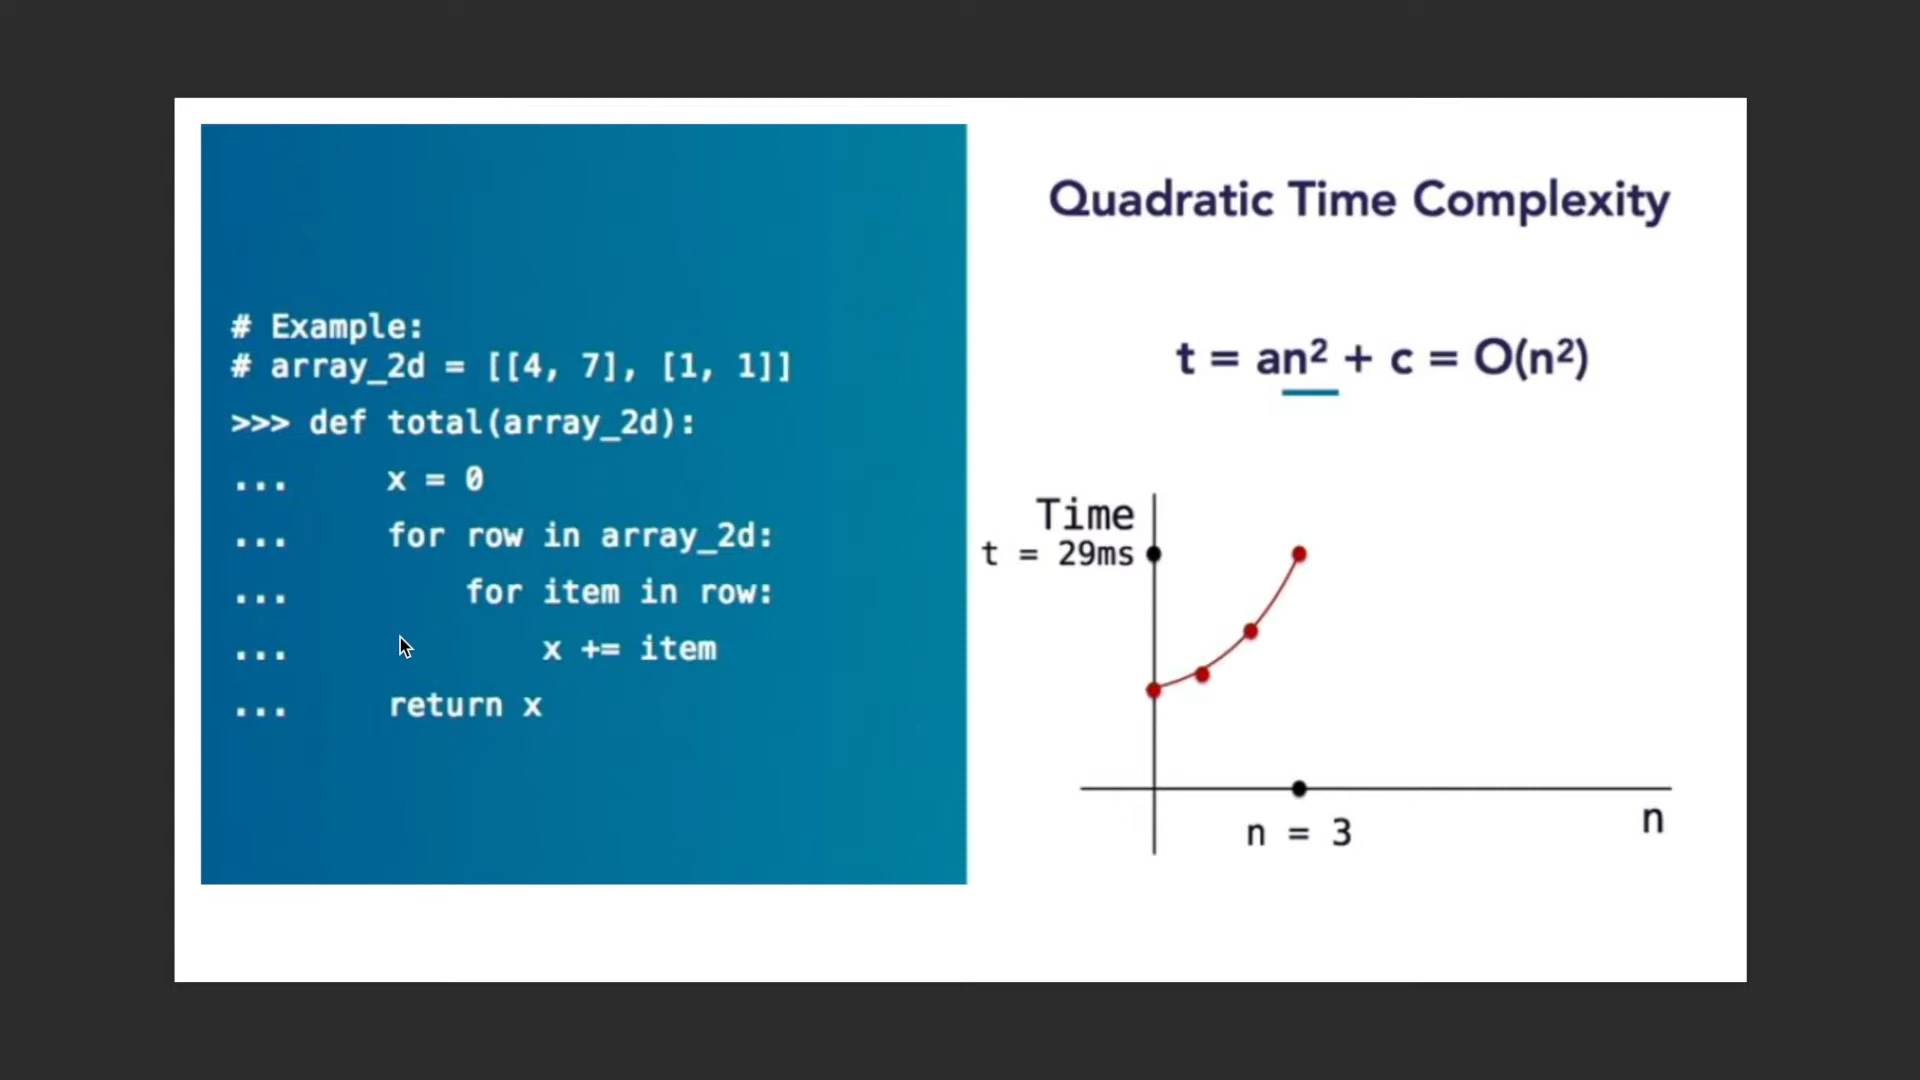 # Example:
# array_2d = [[4, 7], [1, 1]]
>>> def total(array_2d):
...     x = 0
...     for row in array_2d:
...         for item in row:
...             x += item
...     return x
Quadratic Time Complexity
t = an² + c = O(n²)
Time
t = 29ms
n = 3
n